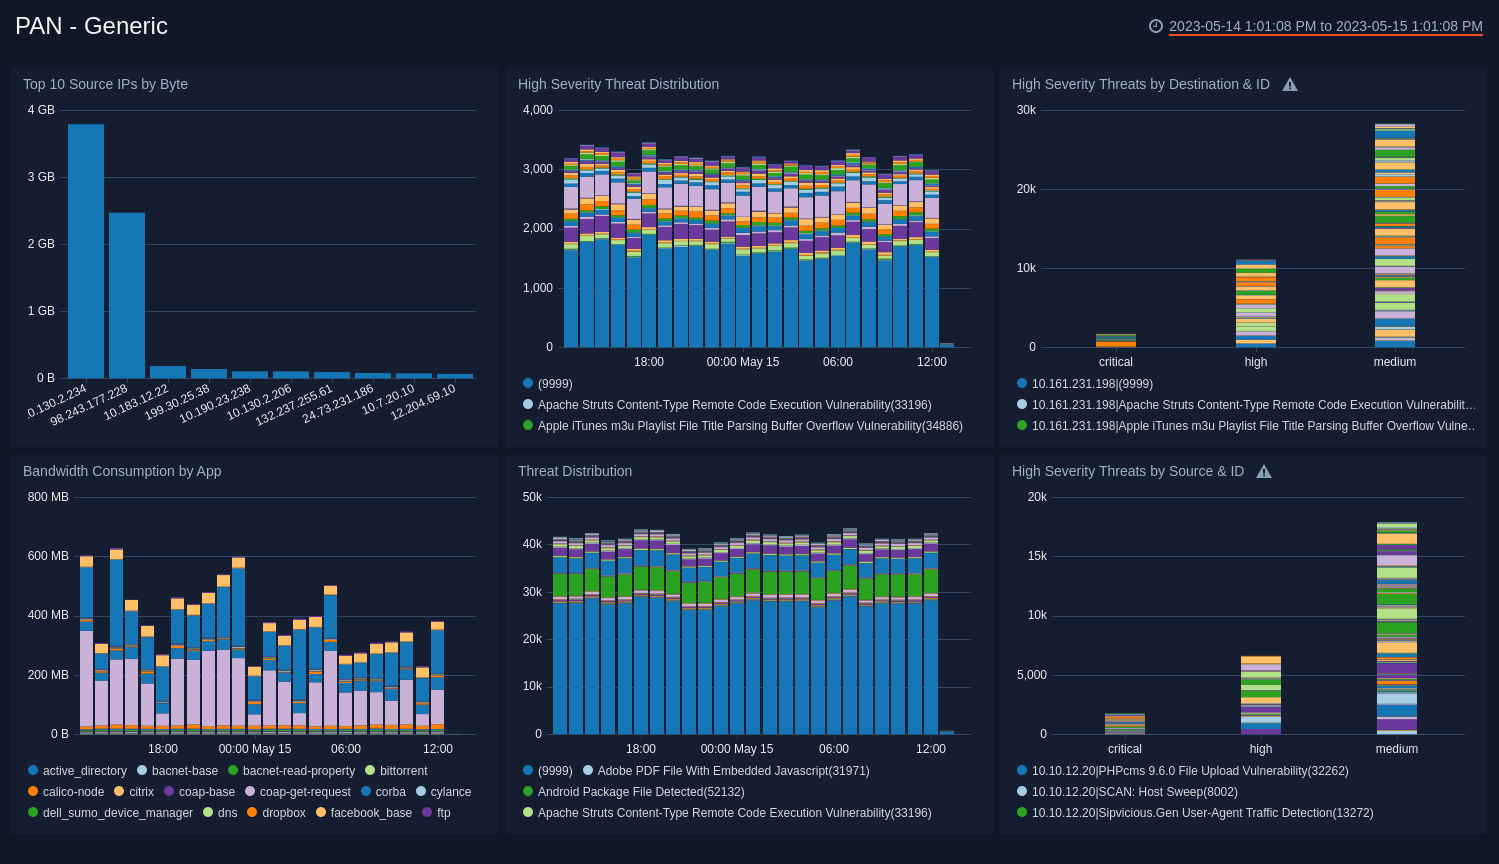 PAN - Generic
2023-05-14 1:01:08 PM to 2023-05-15 1:01:08 PM
Top 10 Source IPs by Byte
4 GB
3 GB
2 GB
1 GB
0 B
0.130.2.234
98.243.177.228
10.183.12.22
199.30.25.38
10.190.23.238
10.130.2.206
132.237.255.61
24.73.231.186
10.7.20.10
12.204.69.10
High Severity Threat Distribution
4,000
3,000
2,000
1,000
0
18:00 00:00 May 15 06:00 12:00
(9999)
Apache Struts Content-Type Remote Code Execution Vulnerability(33196)
Apple iTunes m3u Playlist File Title Parsing Buffer Overflow Vulnerability(34886)
High Severity Threats by Destination & ID
30k
20k
10k
0
critical high medium
10.161.231.198|(9999)
10.161.231.198|Apache Struts Content-Type Remote Code Execution Vulnerabilit...
10.161.231.198|Apple iTunes m3u Playlist File Title Parsing Buffer Overflow Vulne...
Bandwidth Consumption by App
800 MB
600 MB
400 MB
200 MB
0 B
18:00 00:00 May 15 06:00 12:00
active_directory bacnet-base bacnet-read-property bittorrent
calico-node citrix coap-base coap-get-request corba cylance
dell_sumo_device_manager dns dropbox facebook_base ftp
Threat Distribution
50k
40k
30k
20k
10k
0
18:00 00:00 May 15 06:00 12:00
(9999) Adobe PDF File With Embedded Javascript(31971)
Android Package File Detected(52132)
Apache Struts Content-Type Remote Code Execution Vulnerability(33196)
High Severity Threats by Source & ID
20k
15k
10k
5,000
0
critical high medium
10.10.12.20|PHPcms 9.6.0 File Upload Vulnerability(32262)
10.10.12.20|SCAN: Host Sweep(8002)
10.10.12.20|Sipvicious.Gen User-Agent Traffic Detection(13272)